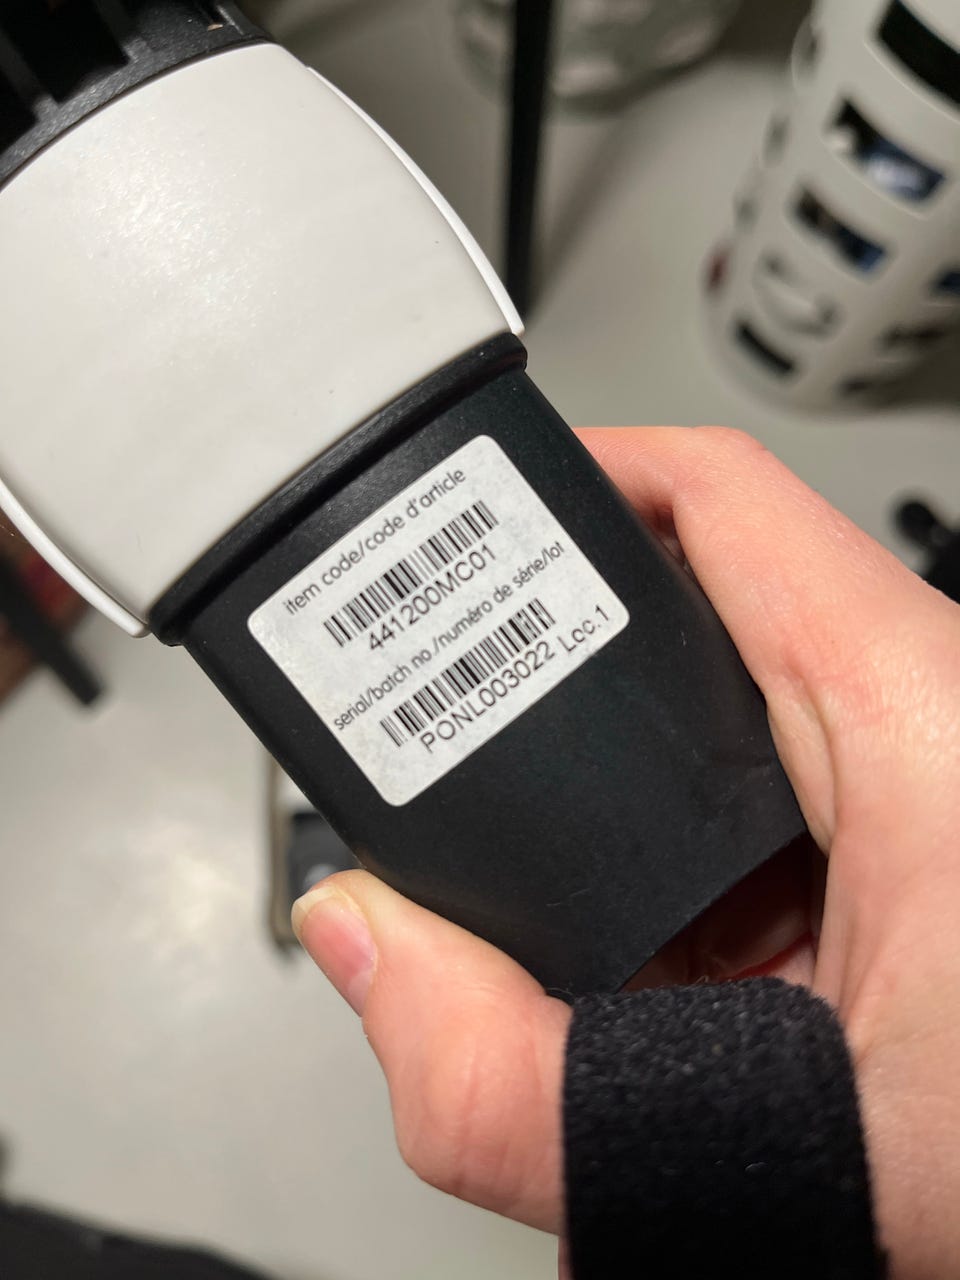 item code/code d'article
441200MC01
serial/batch no/numéro de série/lot
PONL003022 Loc.1